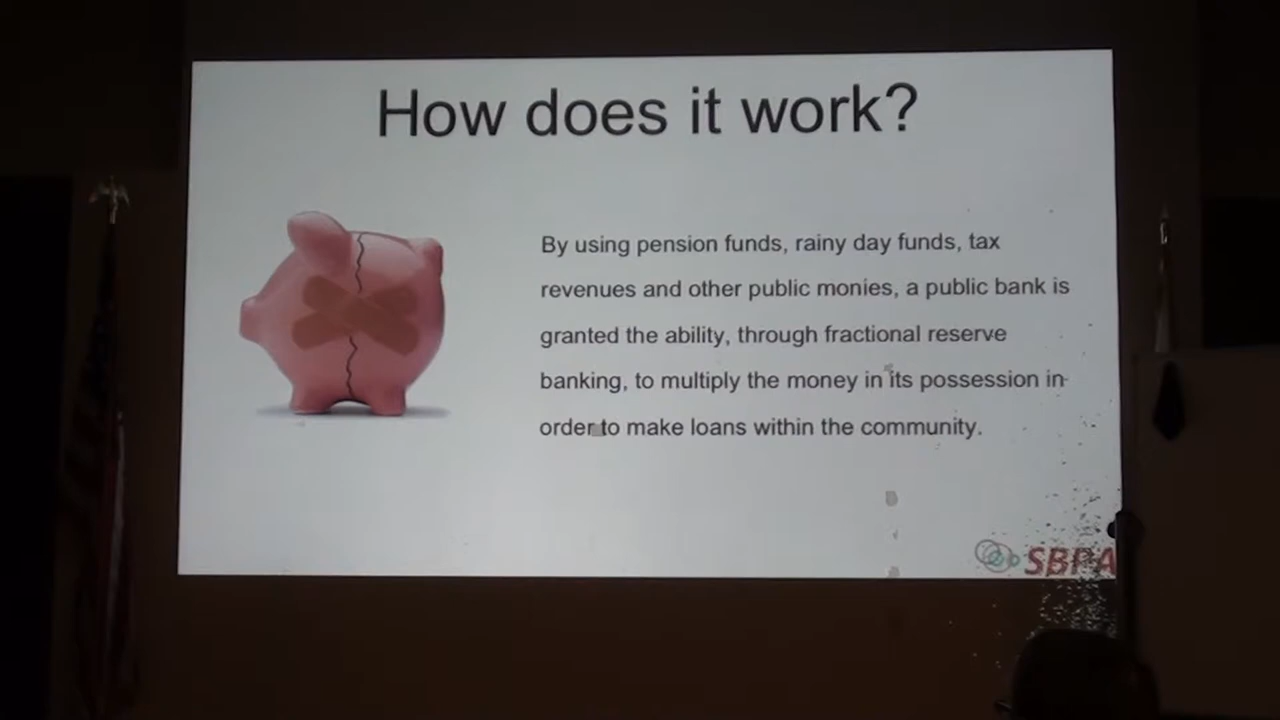 How does it work?
By using pension funds, rainy day funds, tax
revenues and other public monies, a public bank is
granted the ability, through fractional reserve
banking, to multiply the money in its possession in
order to make loans within the community.
SBPA